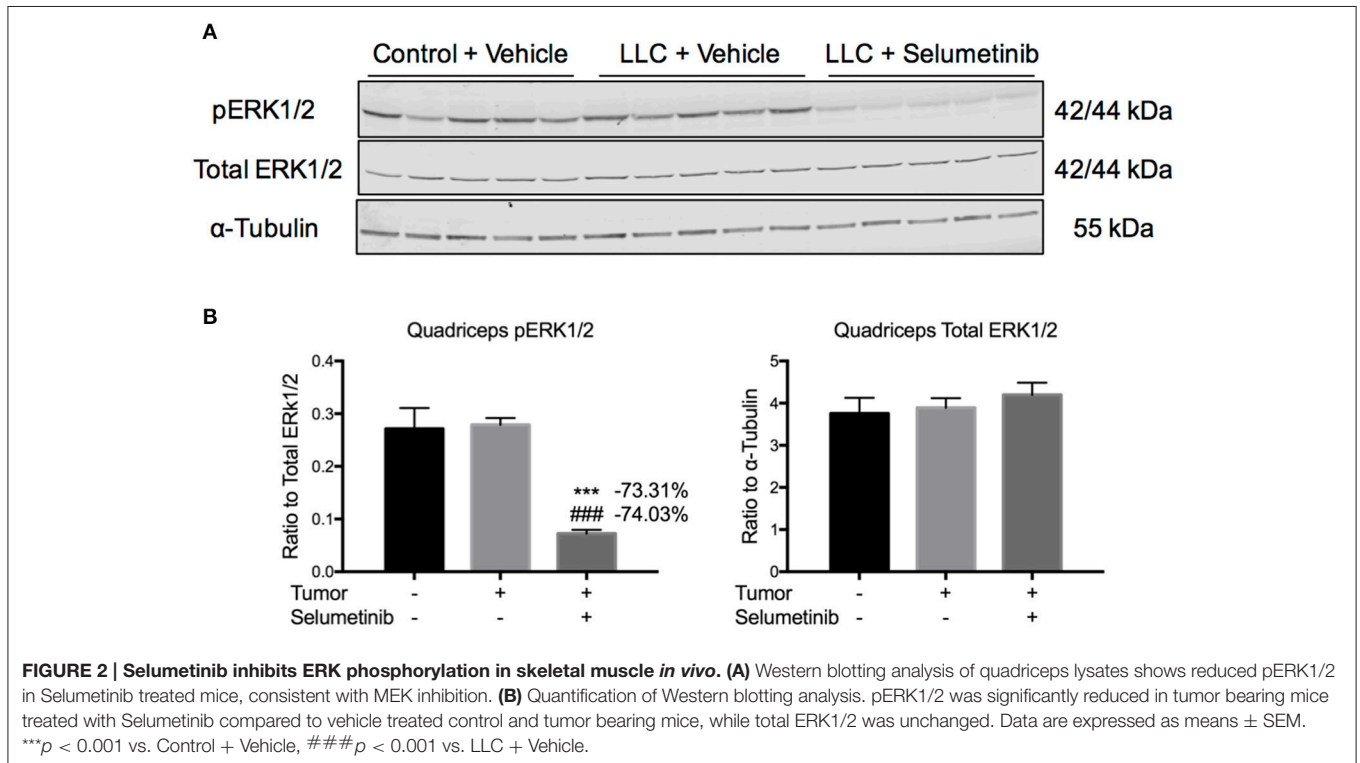 A
Control + Vehicle LLC + Vehicle LLC + Selumetinib
pERK1/2 42/44 kDa
Total ERK1/2 42/44 kDa
α-Tubulin 55 kDa
B
Quadriceps pERK1/2
Ratio to Total ERk1/2
0.4
0.3
0.2
0.1
0.0
*** -73.31%
### -74.03%
Tumor - + +
Selumetinib - - +
Quadriceps Total ERK1/2
Ratio to α-Tubulin
5
4
3
2
1
0
Tumor - + +
Selumetinib - - +
FIGURE 2 | Selumetinib inhibits ERK phosphorylation in skeletal muscle in vivo. (A) Western blotting analysis of quadriceps lysates shows reduced pERK1/2
in Selumetinib treated mice, consistent with MEK inhibition. (B) Quantification of Western blotting analysis. pERK1/2 was significantly reduced in tumor bearing mice
treated with Selumetinib compared to vehicle treated control and tumor bearing mice, while total ERK1/2 was unchanged. Data are expressed as means ± SEM.
***p < 0.001 vs. Control + Vehicle, ###p < 0.001 vs. LLC + Vehicle.